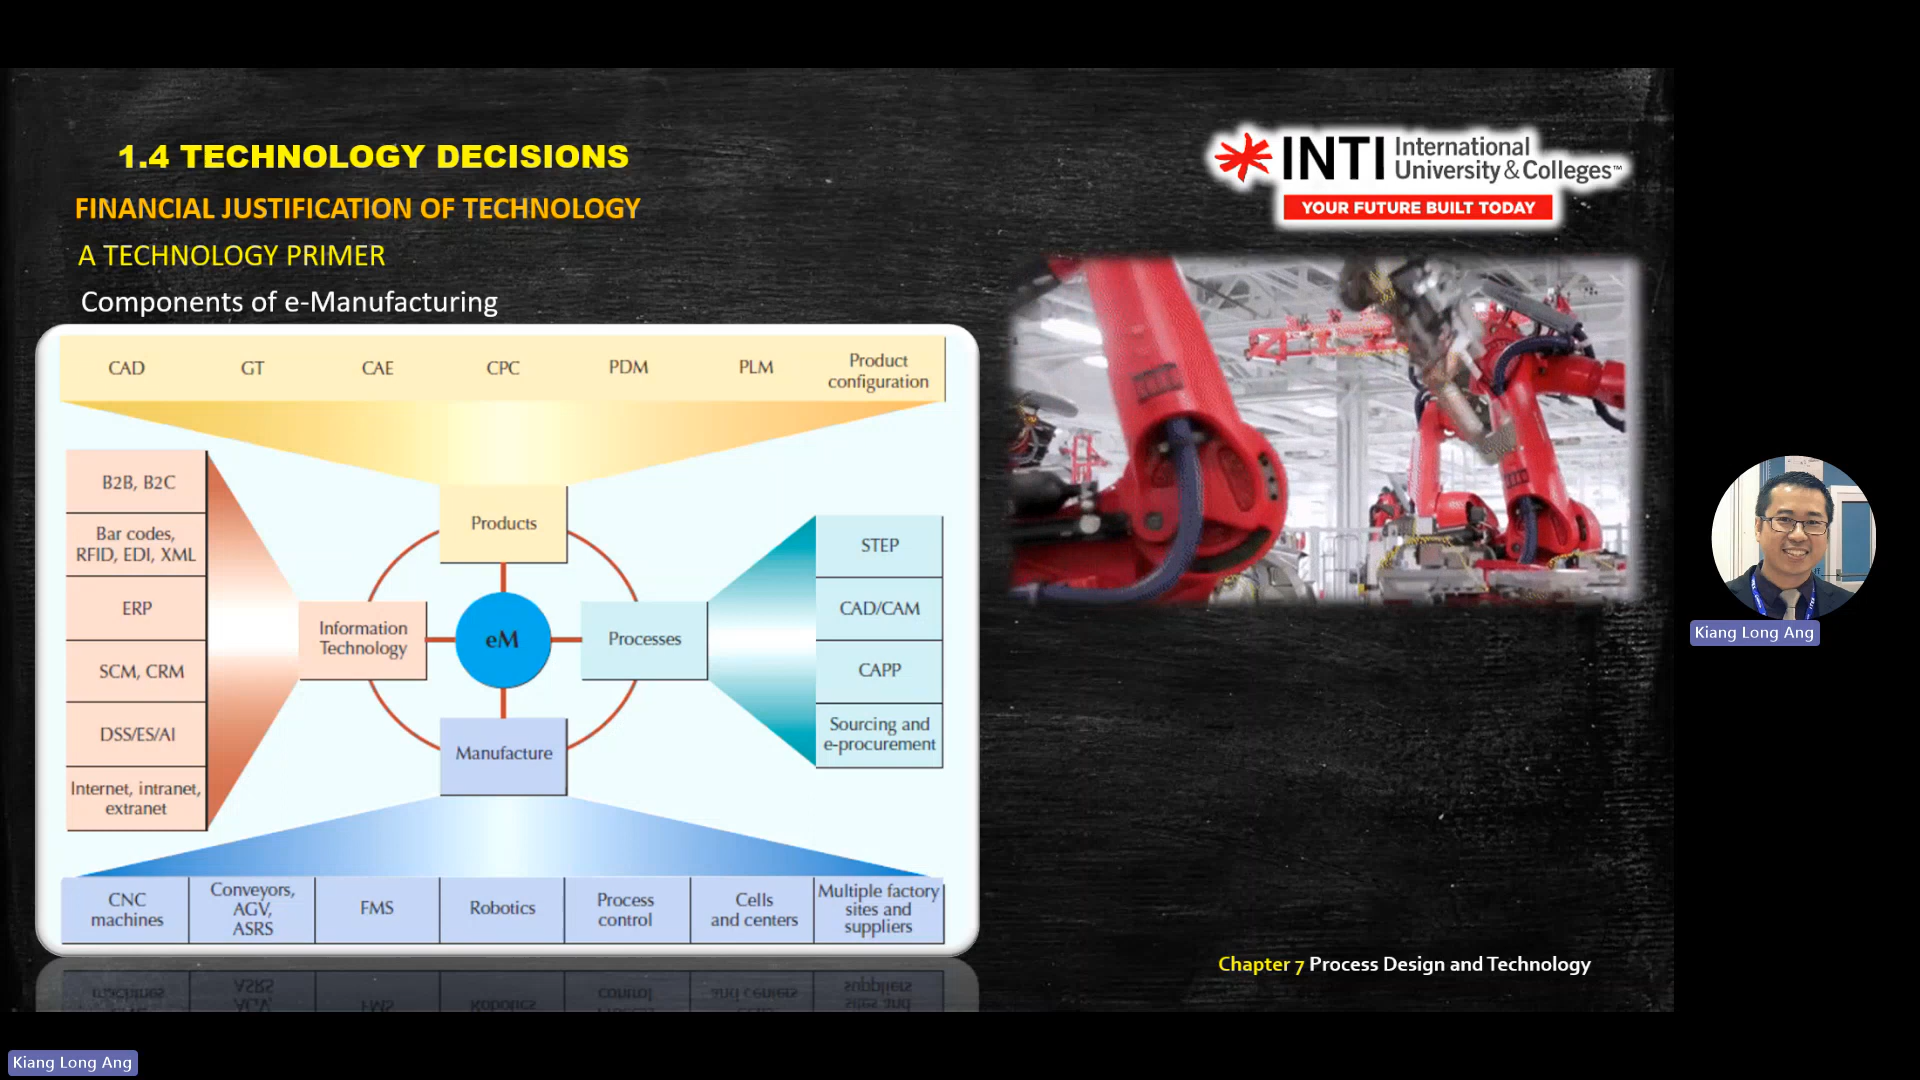 1.4 TECHNOLOGY DECISIONS
FINANCIAL JUSTIFICATION OF TECHNOLOGY
A TECHNOLOGY PRIMER
Components of e-Manufacturing
INTI International
University & Colleges™
YOUR FUTURE BUILT TODAY
CAD
GT
CAE
CPC
PDM
PLM
Product
configuration
B2B, B2C
Bar codes,
RFID, EDI, XML
ERP
SCM, CRM
DSS/ES/AI
Internet, intranet,
extranet
Products
Information
Technology
eM
Processes
Manufacture
STEP
CAD/CAM
CAPP
Sourcing and
e-procurement
CNC
machines
Conveyors,
AGV,
ASRS
FMS
Robotics
Process
control
Cells
and centers
Multiple factory
sites and
suppliers
Chapter 7 Process Design and Technology
Kiang Long Ang
Kiang Long Ang